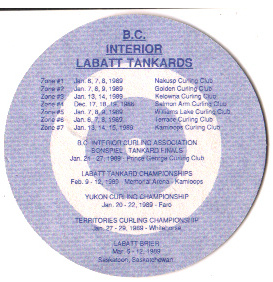 B.C.
INTERIOR
LABATT TANKARDS
Zone #1 Jan. 6, 7, 8, 1989 Nakusp Curling Club
Zone #2 Jan. 7, 8, 9, 1989 Golden Curling Club
Zone #3 Jan. 13, 14, 1989 Kelowna Curling Club
Zone #4 Dec. 17, 18, 19, 1988 Salmon Arm Curling Club
Zone #5 Jan. 7, 8, 9, 1989 Williams Lake Curling Club
Zone #6 Jan. 6, 7, 8, 1989 Terrace Curling Club
Zone #7 Jan. 13, 14, 15, 1989 Kamloops Curling Club
B.C. INTERIOR CURLING ASSOCIATION
BONSPIEL TANKARD FINALS
Jan. 27, 1989 - Prince George Curling Club
LABATT TANKARD CHAMPIONSHIPS
Feb. 9 - 12, 1989 - Memorial Arena - Kamloops
YUKON CURLING CHAMPIONSHIP
Jan. 20 - 22, 1989 - Faro
TERRITORIES CURLING CHAMPIONSHIP
Jan. 27 - 29, 1989 - Whitehorse
LABATT BRIER
Mar. 5 - 12, 1989
Saskatoon, Saskatchewan